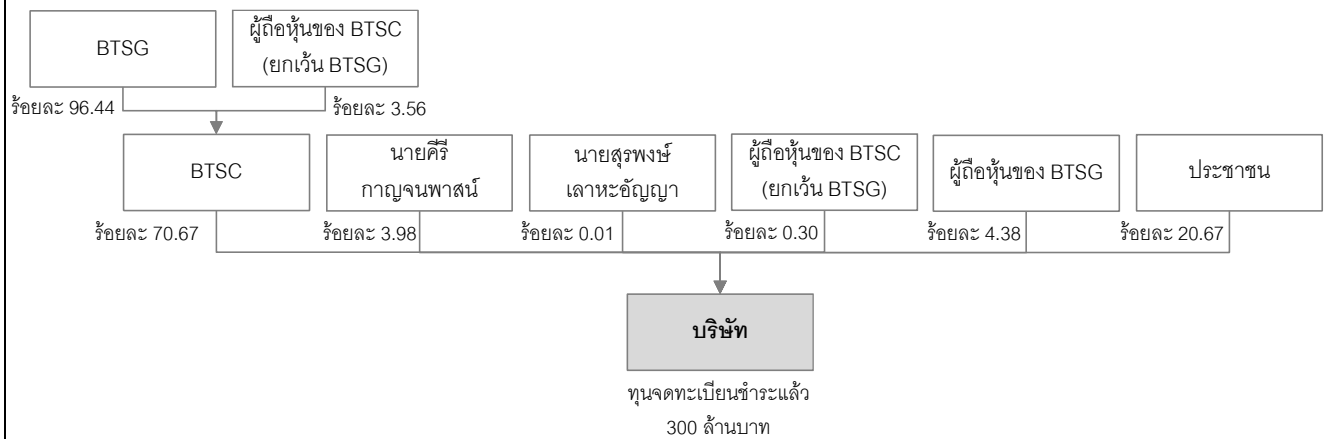 BTSG
ผู้ถือหุ้นของ BTSC
(ยกเว้น BTSG)
ร้อยละ 96.44
ร้อยละ 3.56
BTSC
นายคีรี
กาญจนพาสน์
นายสุรพงษ์
เลาหะอัญญา
ผู้ถือหุ้นของ BTSC
(ยกเว้น BTSG)
ผู้ถือหุ้นของ BTSG
ประชาชน
ร้อยละ 70.67
ร้อยละ 3.98
ร้อยละ 0.01
ร้อยละ 0.30
ร้อยละ 4.38
ร้อยละ 20.67
บริษัท
ทุนจดทะเบียนชำระแล้ว
300 ล้านบาท